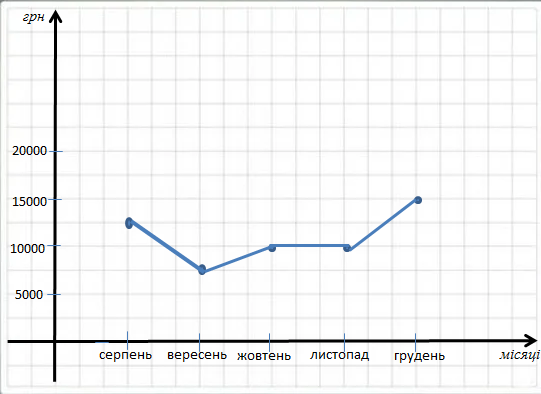 грн
20000
15000
10000
5000
серпень вересень жовтень листопад грудень місяці